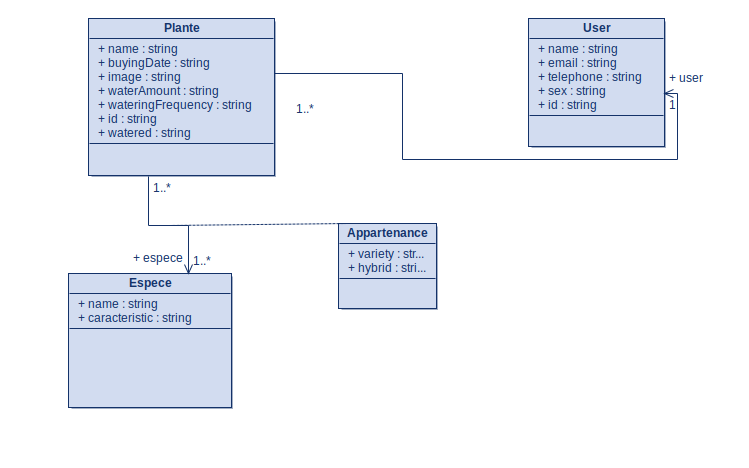 Plante
+ name : string
+ buyingDate : string
+ image : string
+ waterAmount : string
+ wateringFrequency : string
+ id : string
+ watered : string
User
+ name : string
+ email : string
+ telephone : string
+ sex : string
+ id : string
+ user
1
1..*
1..*
+ espece
1..*
Appartenance
+ variety : str...
+ hybrid : stri...
Espece
+ name : string
+ caracteristic : string